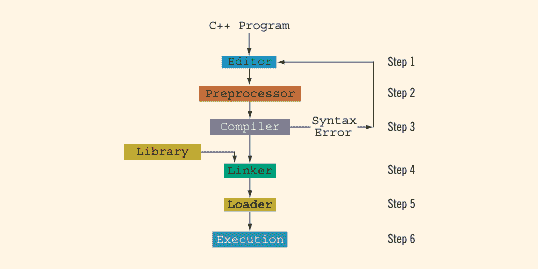 C++ Program
Editor
Step 1
Preprocessor
Step 2
Compiler
Syntax
Error
Step 3
Library
Linker
Step 4
Loader
Step 5
Execution
Step 6